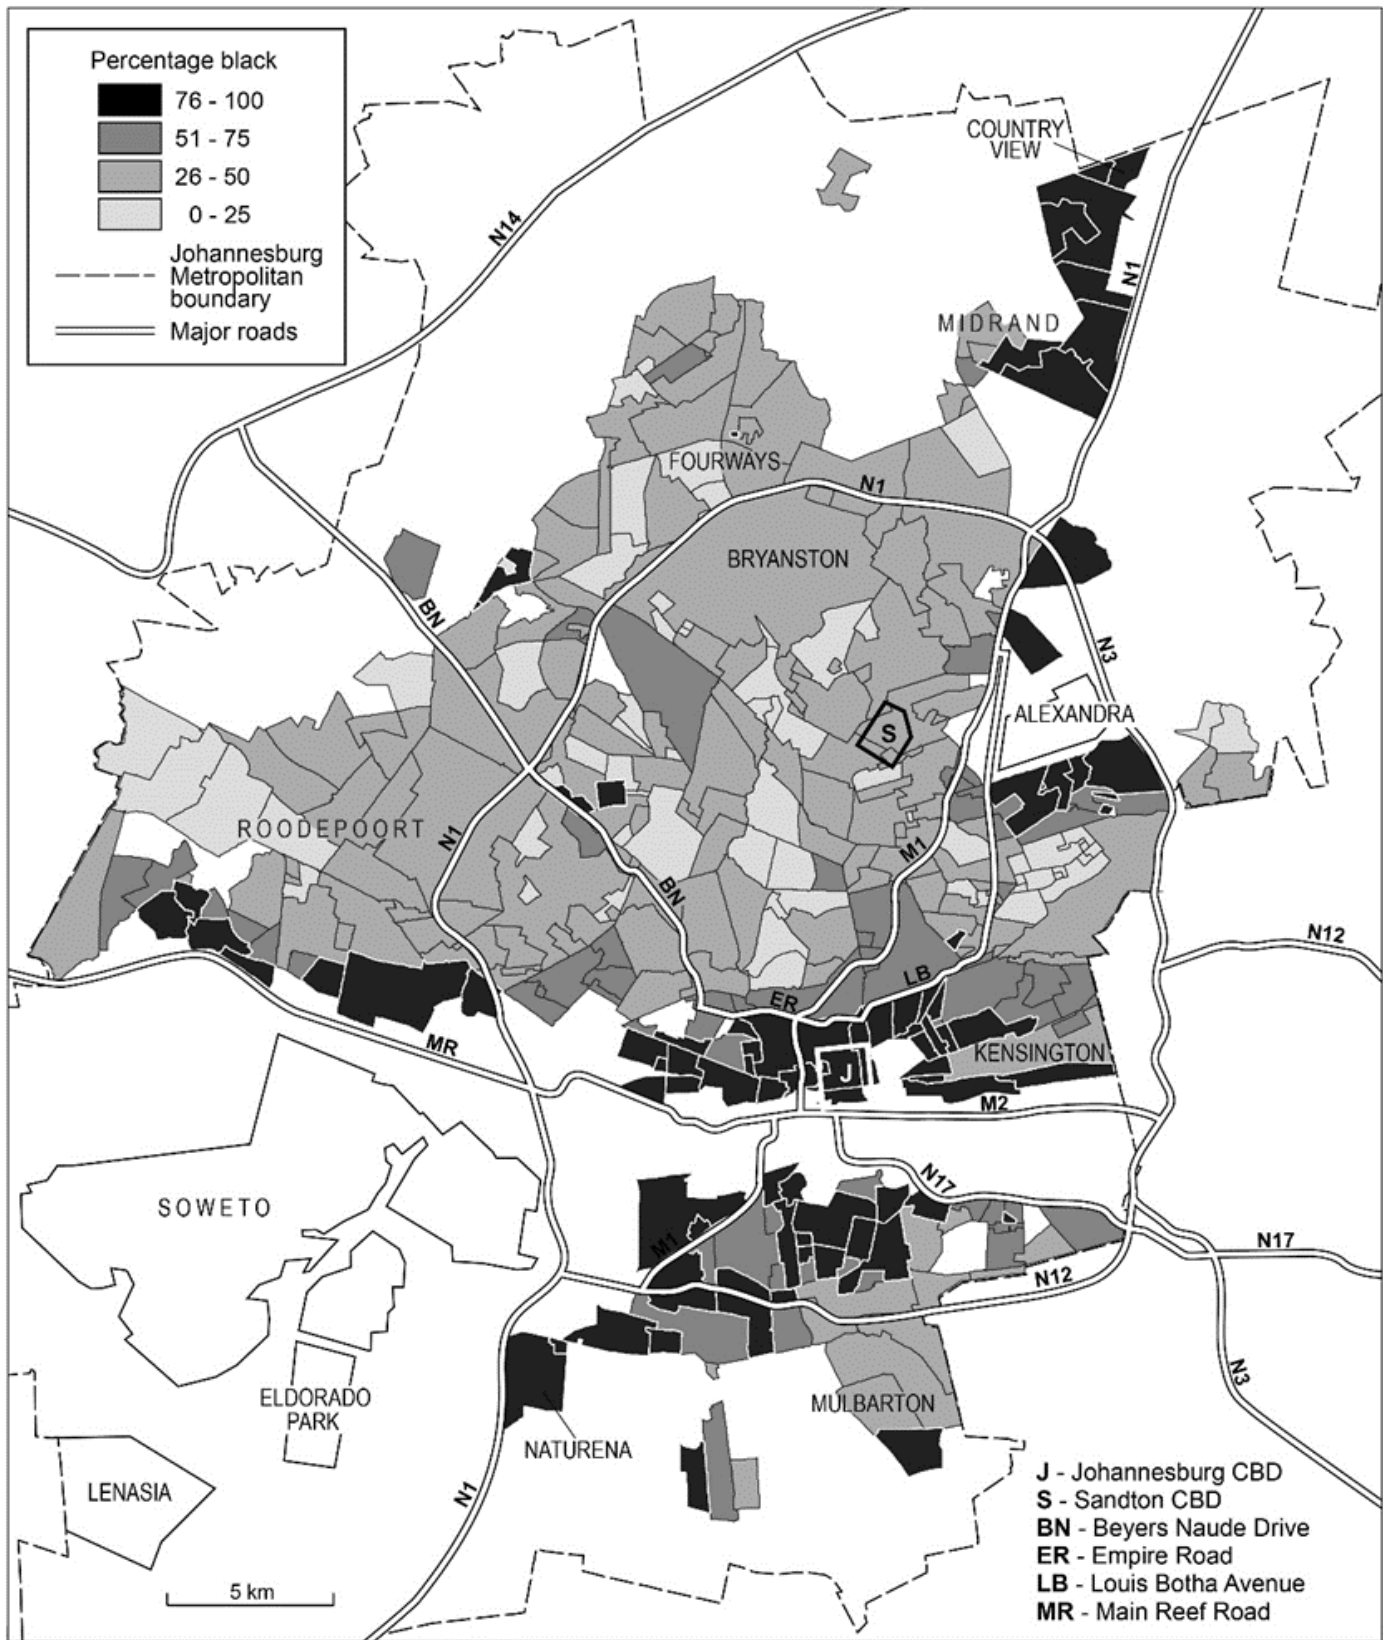 Percentage black
76 - 100
51 - 75
26 - 50
0 - 25
Johannesburg
Metropolitan
boundary
Major roads
COUNTRY
VIEW
N14
N1
MIDRAND
FOURWAYS
N1
BRYANSTON
BN
N3
ALEXANDRA
S
ROODEPOORT
N1
M1
BN
N12
LB
ER
MR
KENSINGTON
J
M2
N17
SOWETO
M1
N17
N12
N3
ELDORADO
PARK
MULBARTON
NATURENA
LENASIA
N1
J - Johannesburg CBD
S - Sandton CBD
BN - Beyers Naude Drive
ER - Empire Road
LB - Louis Botha Avenue
MR - Main Reef Road
5 km